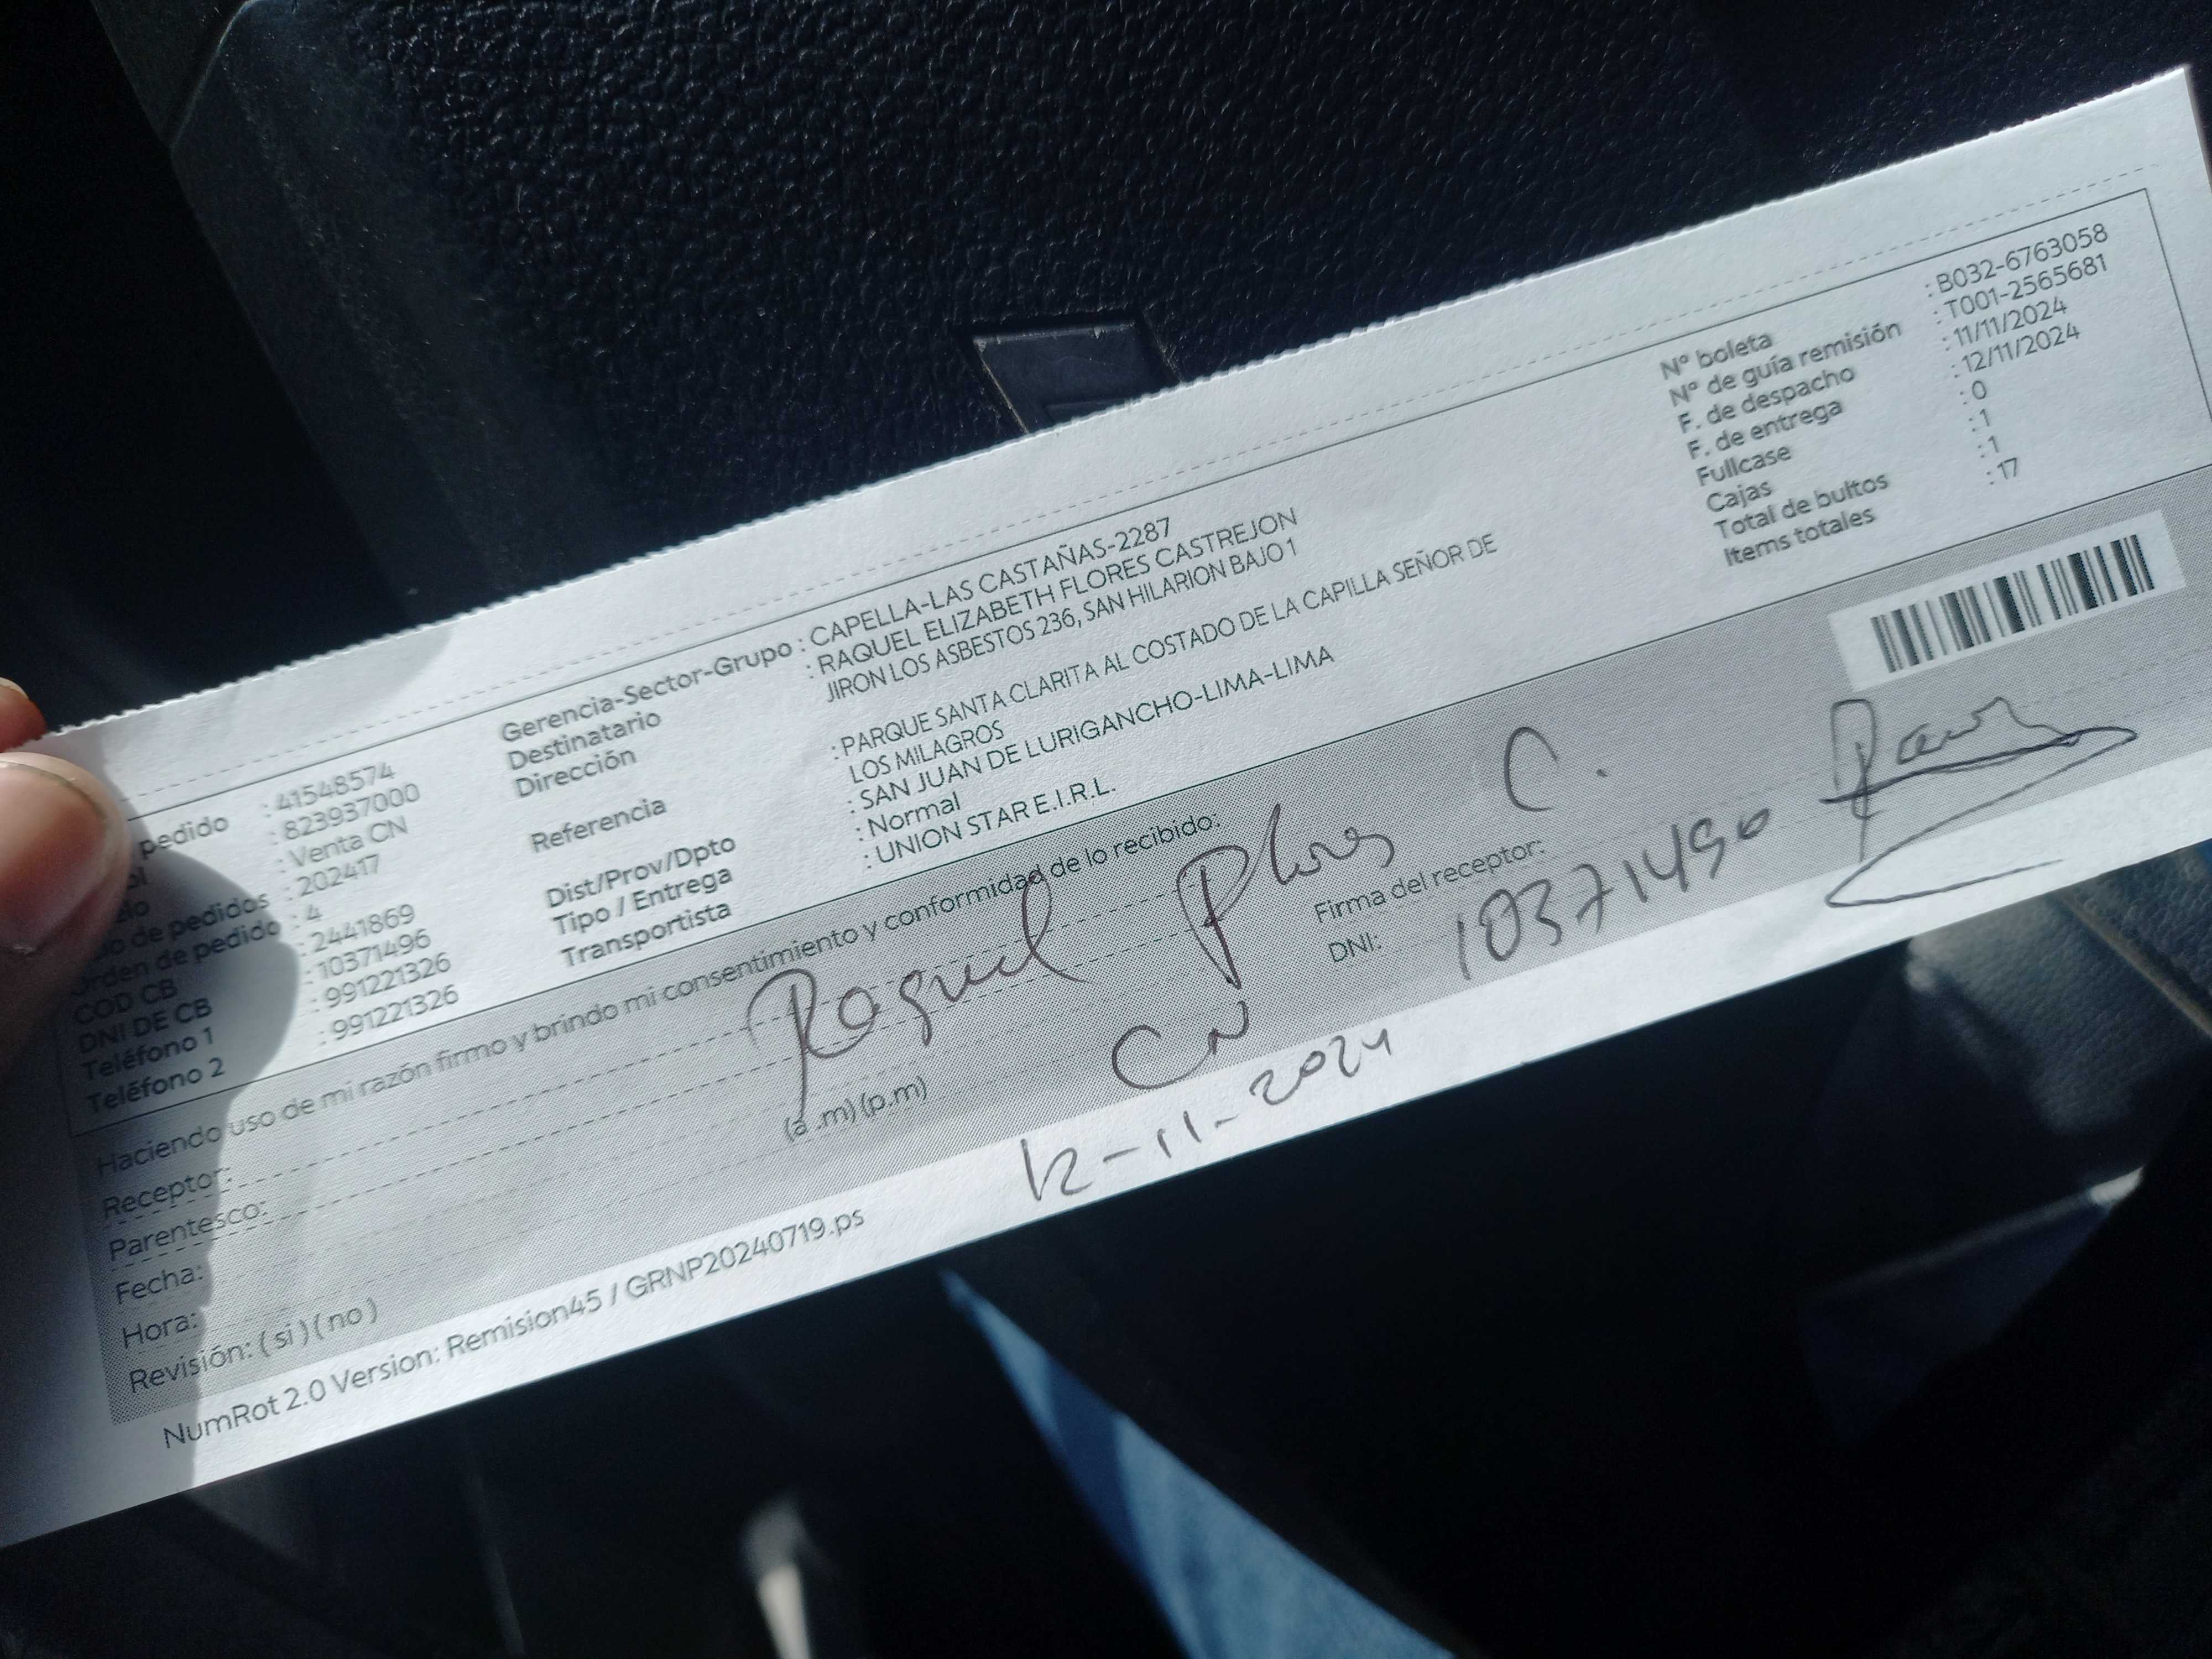 pedido : 41548574
: 823937000
: Venta CN
de pedidos : 202417
Orden de pedido : 4
COD CB : 2441869
DNI DE CB : 10371496
Teléfono 1 : 991221326
Teléfono 2 : 991221326
Gerencia-Sector-Grupo : CAPELLA-LAS CASTAÑAS-2287
Destinatario : RAQUEL ELIZABETH FLORES CASTREJON
Dirección JIRON LOS ASBESTOS 236, SAN HILARION BAJO 1
Referencia : PARQUE SANTA CLARITA AL COSTADO DE LA CAPILLA SEÑOR DE
LOS MILAGROS
Dist/Prov/Dpto : SAN JUAN DE LURIGANCHO-LIMA-LIMA
Tipo / Entrega : Normal
Transportista : UNION STAR E.I.R.L.
Nº boleta : B032-6763058
Nº de guía remisión : T001-2565681
F. de despacho : 11/11/2024
F. de entrega : 12/11/2024
Fullcase : 0
Cajas : 1
Total de bultos : 1
Items totales : 17
Haciendo uso de mi razón firmo y brindo mi consentimiento y conformidad de lo recibido:
Receptor: Raquel Flores C.
Parentesco: CN
Fecha: 12-11-2024
Hora: (a .m) (p.m)
Revisión: ( si ) ( no )
Firma del receptor:
DNI: 10371496
NumRot 2.0 Version: Remision45 / GRNP20240719.ps